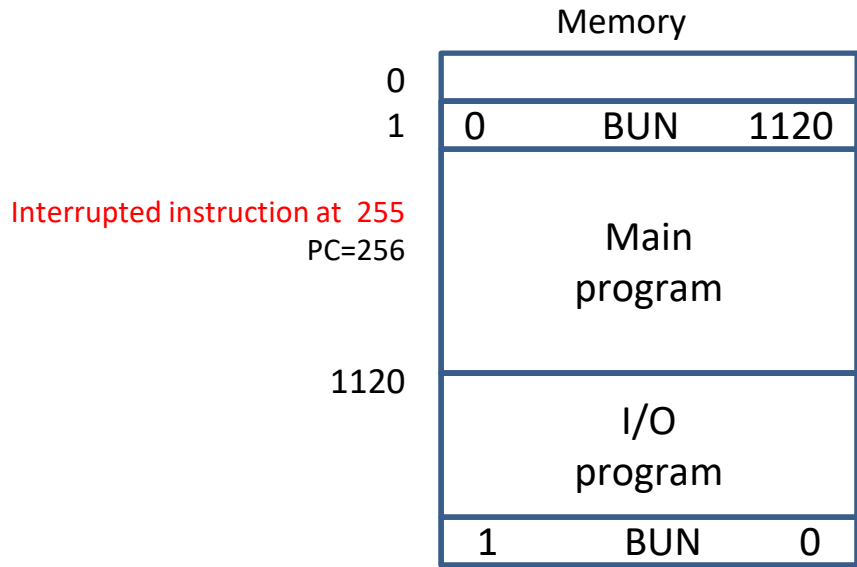 Memory
0
1 0 BUN 1120
Interrupted instruction at 255
PC=256
Main
program
1120
I/O
program
1 BUN 0